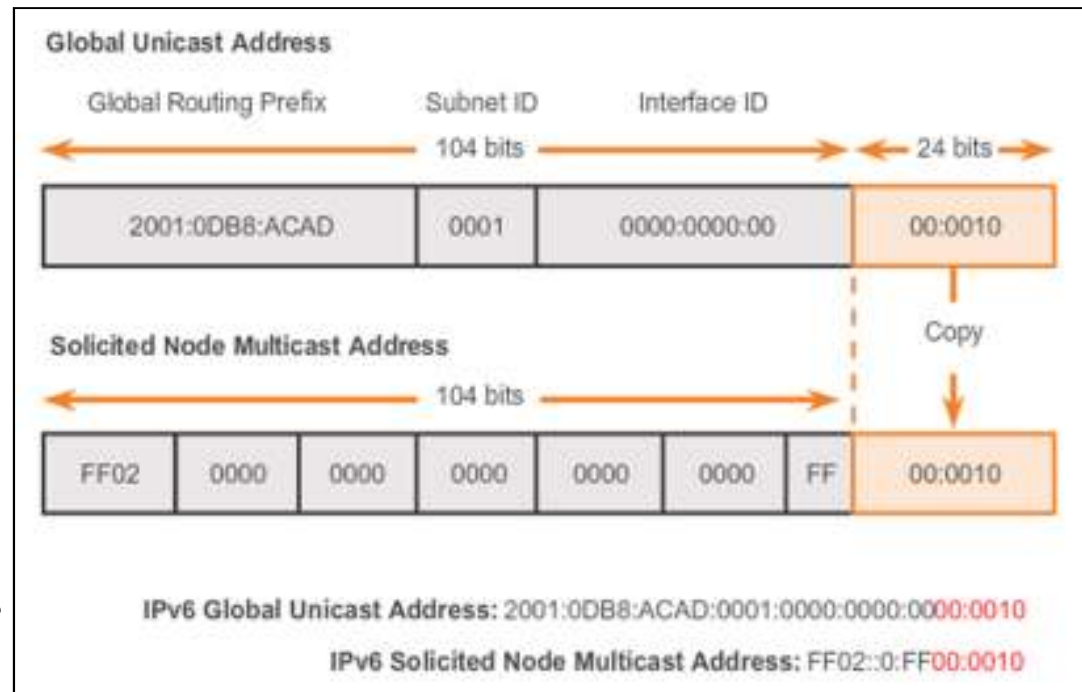 Global Unicast Address
Global Routing Prefix Subnet ID Interface ID
104 bits 24 bits
2001:0DB8:ACAD 0001 0000:0000:00 00:0010
Copy
Solicited Node Multicast Address
104 bits
FF02 0000 0000 0000 0000 0000 FF 00:0010
IPv6 Global Unicast Address: 2001:0DB8:ACAD:0001:0000:0000:0000:0010
IPv6 Solicited Node Multicast Address: FF02::0:FF00:0010